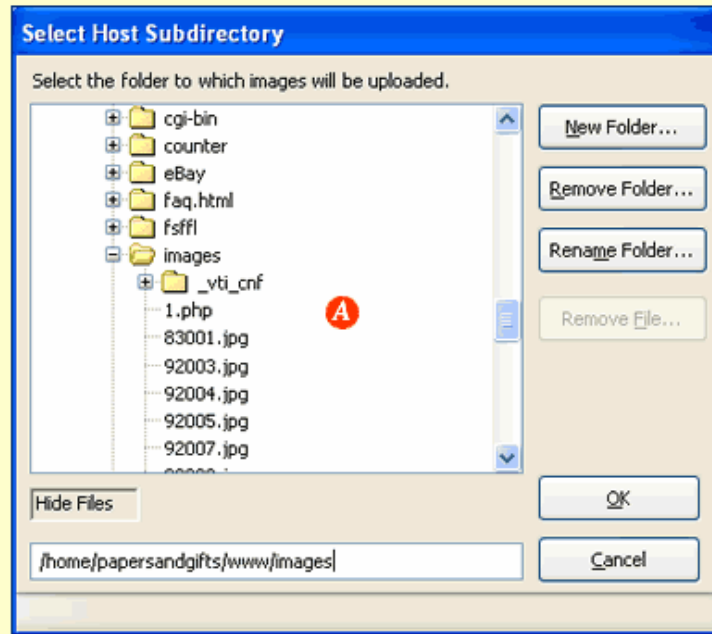 Select Host Subdirectory
Select the folder to which images will be uploaded.
cgi-bin
counter
eBay
faq.html
fsffl
images
_vti_cnf
1.php
83001.jpg
92003.jpg
92004.jpg
92005.jpg
92007.jpg
A
New Folder...
Remove Folder...
Rename Folder...
Remove File...
Hide Files
OK
/home/papersandgifts/www/images
Cancel